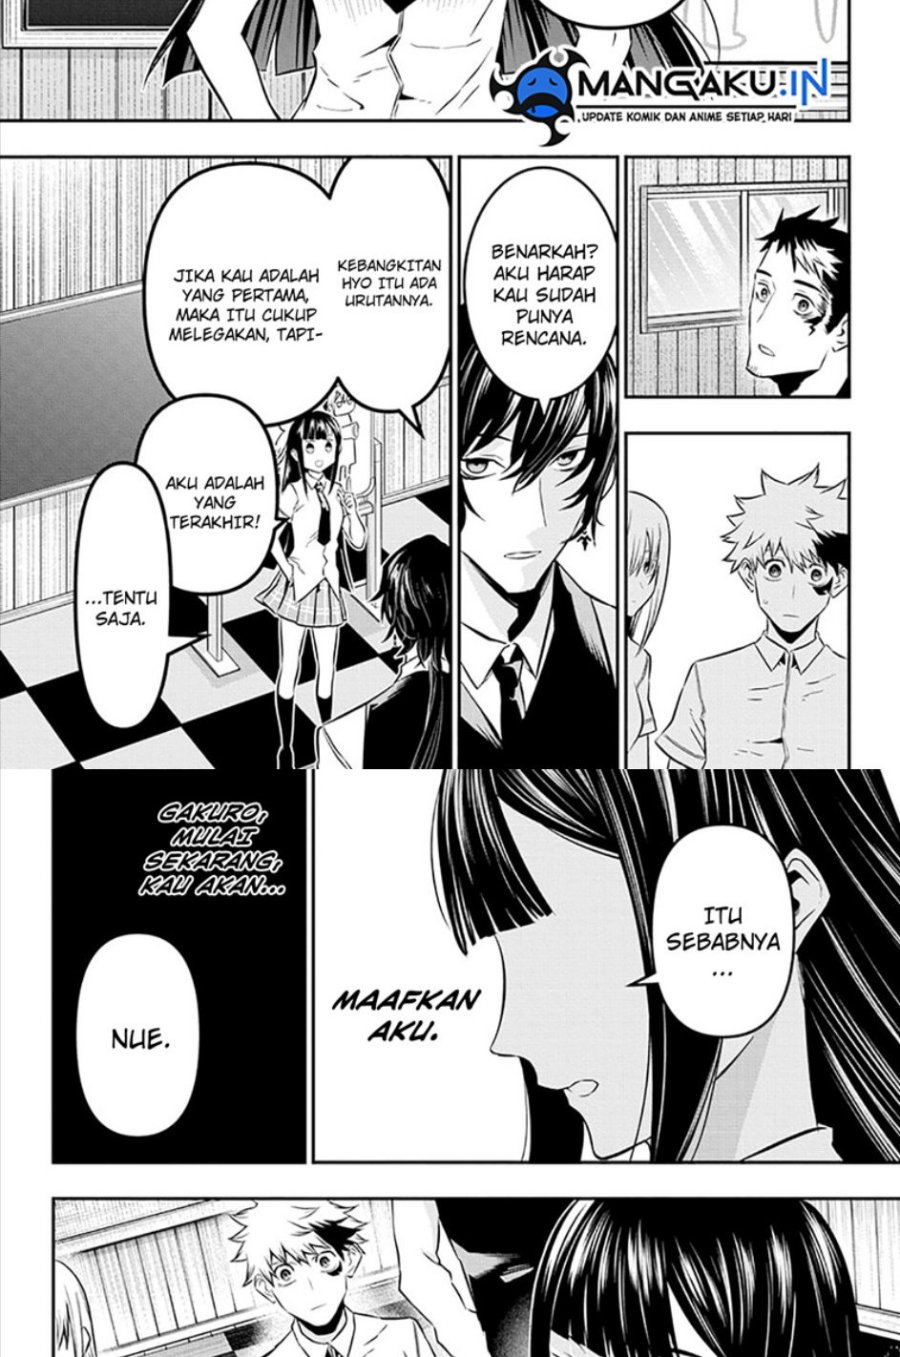 MANGAKU.IN
UPDATE KOMIK DAN ANIME SETIAP HARI
BENARKAH?
AKU HARAP
KAU SUDAH
PUNYA
RENCANA.
KEBANGKITAN
HYO ITU ADA
URUTANNYA.
JIKA KAU ADALAH
YANG PERTAMA,
MAKA ITU CUKUP
MELEGAKAN, TAPI-
AKU ADALAH
YANG
TERAKHIR!
...TENTU
SAJA.
ITU
SEBABNYA
...
MAAFKAN
AKU.
GAKURO,
MULAI
SEKARANG,
KAU AKAN...
NUE.